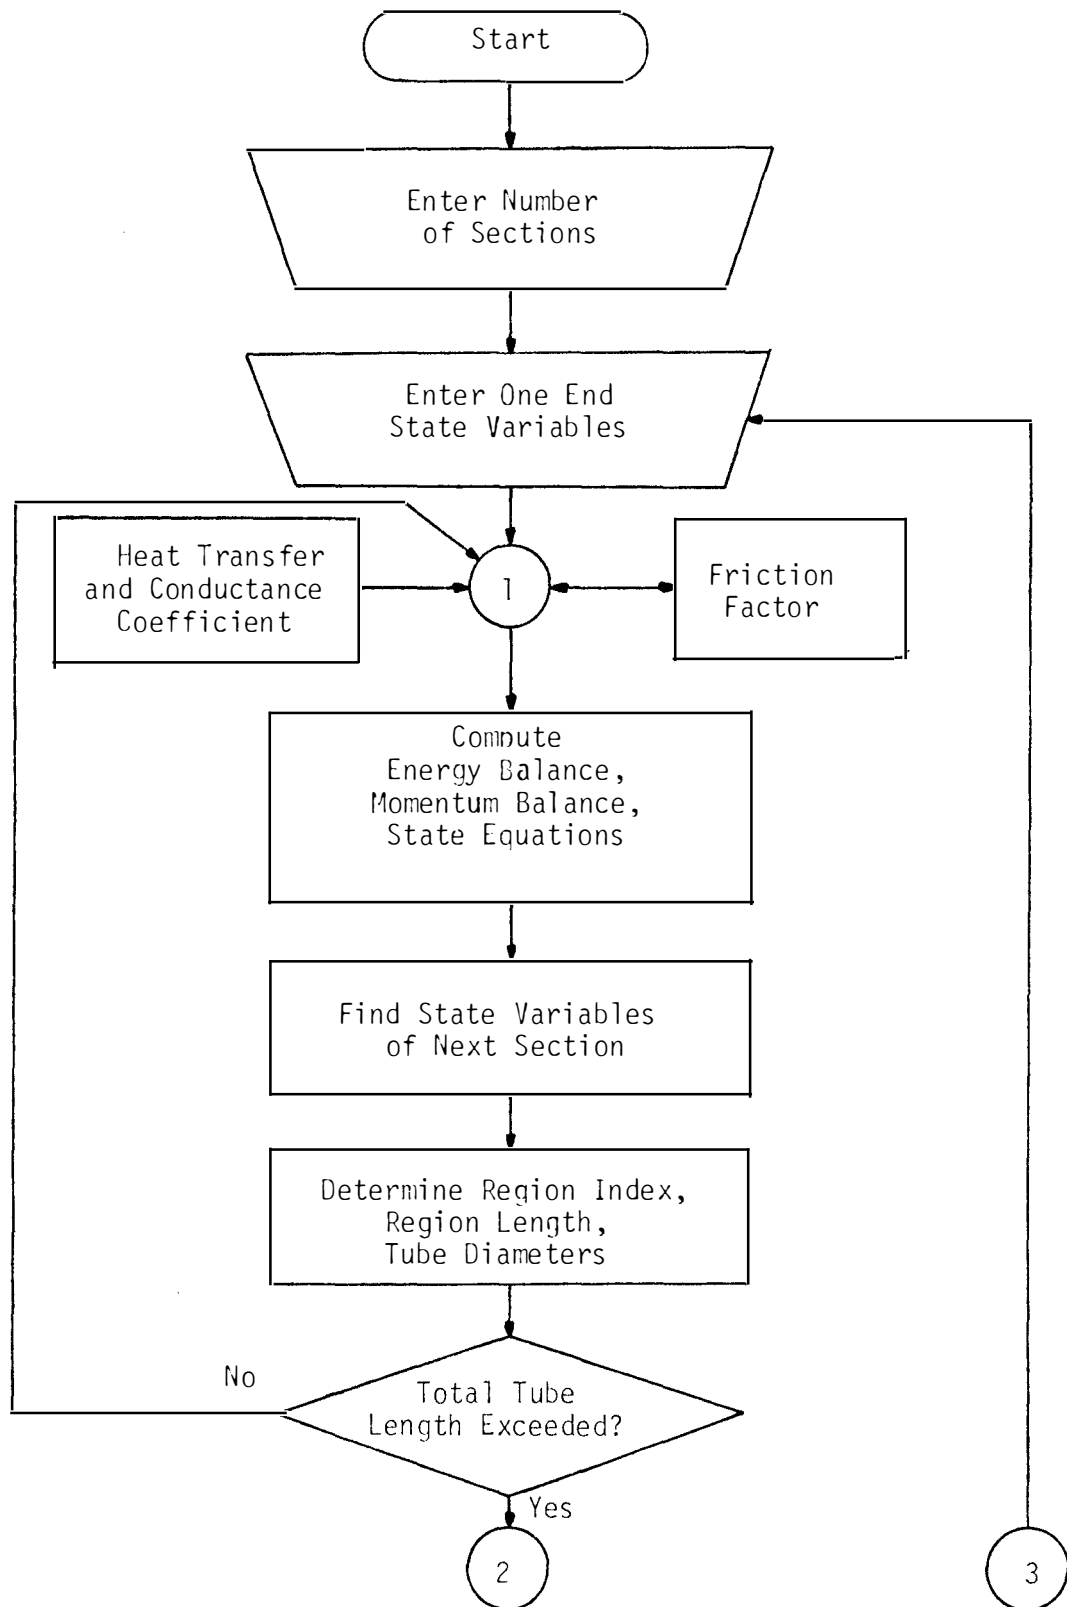 Start
Enter Number
of Sections
Enter One End
State Variables
Heat Transfer
and Conductance
Coefficient
1
Friction
Factor
Compute
Energy Balance,
Momentum Balance,
State Equations
Find State Variables
of Next Section
Determine Region Index,
Region Length,
Tube Diameters
No
Total Tube
Length Exceeded?
Yes
2
3